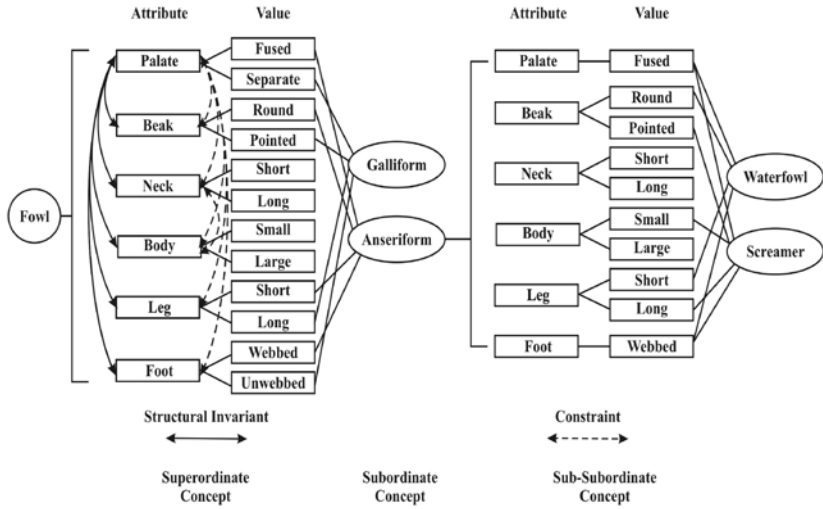 Attribute Value Attribute Value
Fused
Palate
Separate
Round
Beak
Pointed
Short
Neck
Long
Small
Body
Large
Short
Leg
Long
Webbed
Foot
Unwebbed
Fowl
Galliform
Anseriform
Palate
Fused
Round
Beak
Pointed
Short
Neck
Long
Small
Body
Large
Short
Leg
Long
Foot
Webbed
Waterfowl
Screamer
Structural Invariant
Constraint
Superordinate
Concept
Subordinate
Concept
Sub-Subordinate
Concept